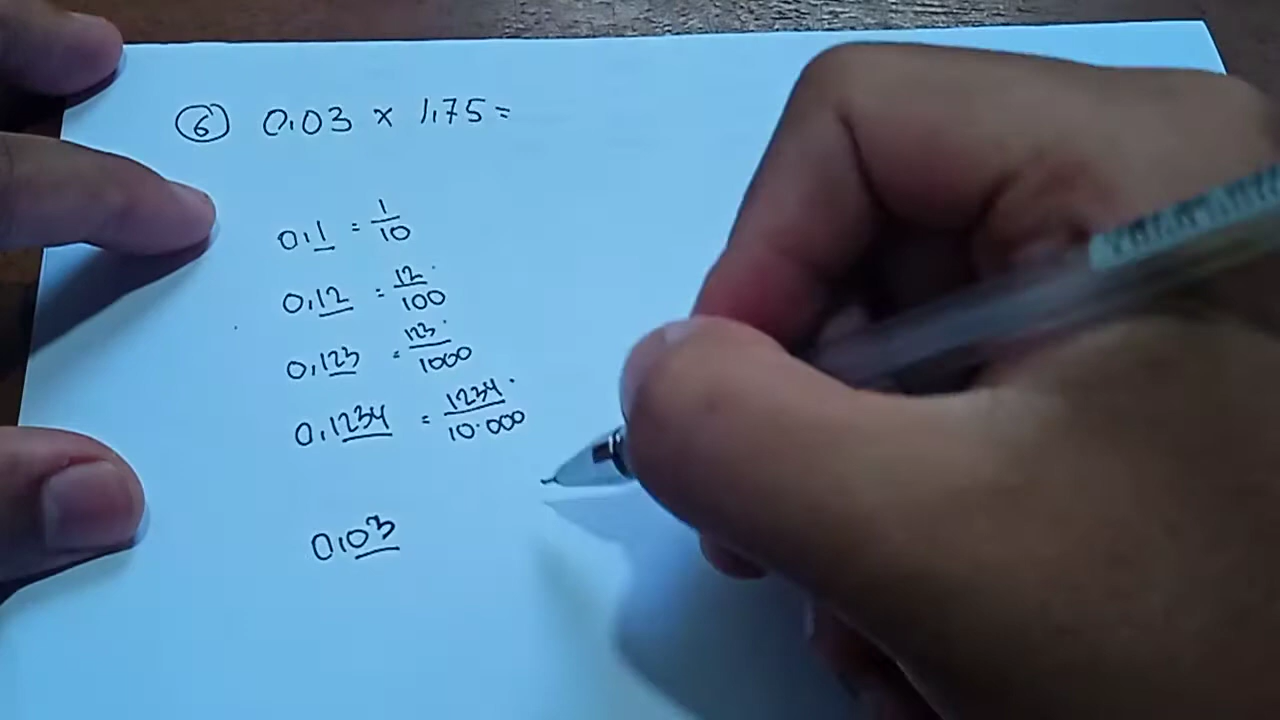 6 0,03 × 1,75 =
0,1 = 1/10
0,12 = 12/100
0,123 = 123/1000
0,1234 = 1234/10.000
0,03